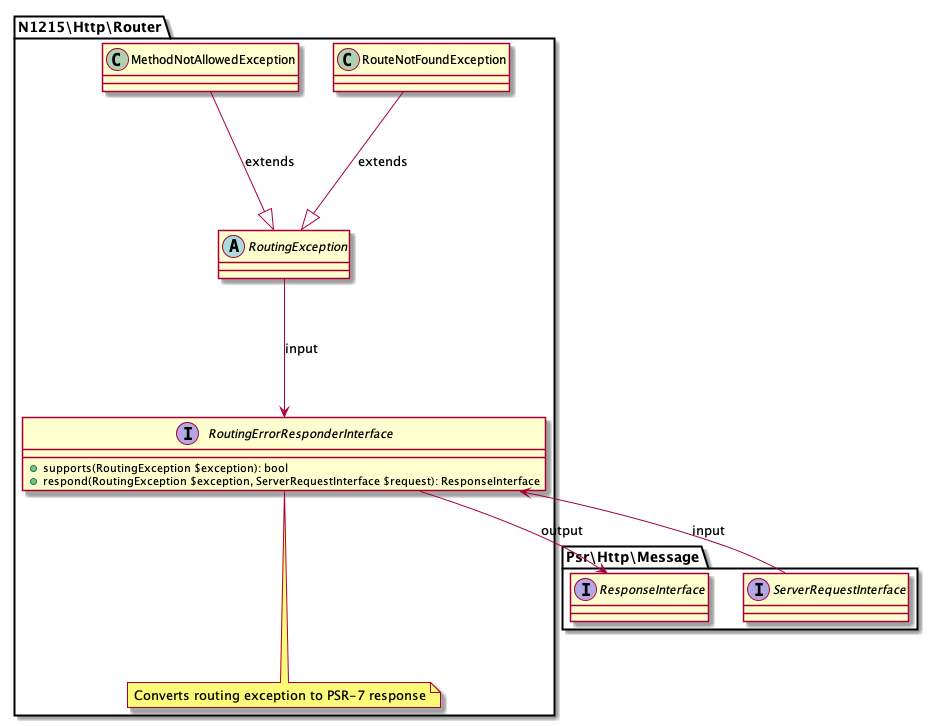 N1215\Http\Router
C MethodNotAllowedException
C RouteNotFoundException
extends
extends
A RoutingException
input
I RoutingErrorResponderInterface
supports(RoutingException $exception): bool
respond(RoutingException $exception, ServerRequestInterface $request): ResponseInterface
output
input
Psr\Http\Message
I ResponseInterface
I ServerRequestInterface
Converts routing exception to PSR-7 response